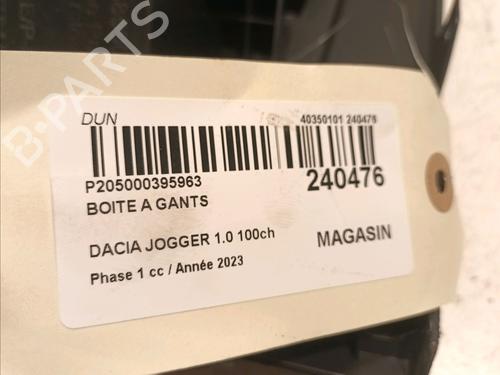 DUN 40350101 240476
P205000395963 240476
BOITE A GANTS
DACIA JOGGER 1.0 100ch MAGASIN
Phase 1 cc / Année 2023
B-PARTS